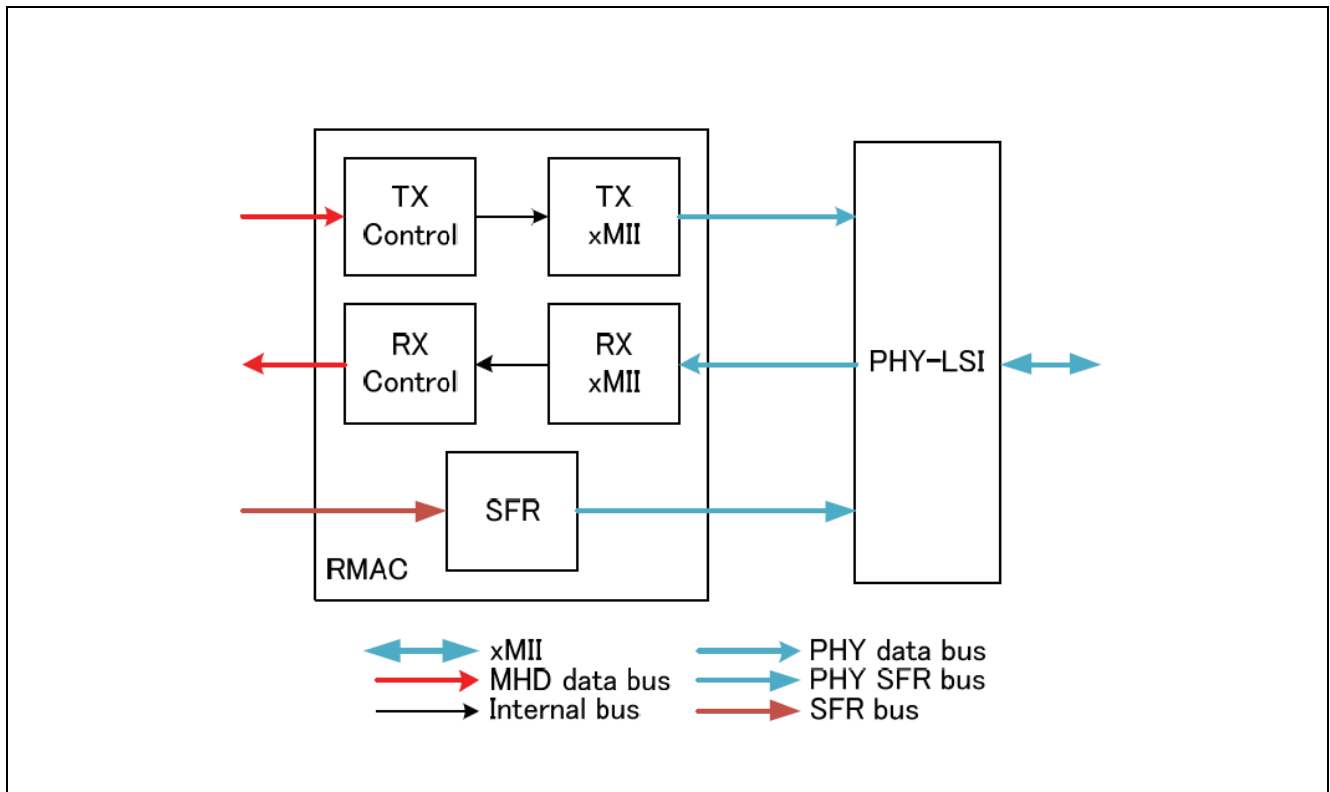 TX
Control
TX
xMII
RX
Control
RX
xMII
PHY-LSI
SFR
RMAC
xMII
PHY data bus
MHD data bus
PHY SFR bus
Internal bus
SFR bus